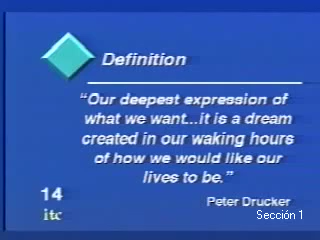 Definition
“Our deepest expression of
what we want...it is a dream
created in our waking hours
of how we would like our
lives to be.”
14
itc
Peter Drucker
Sección 1